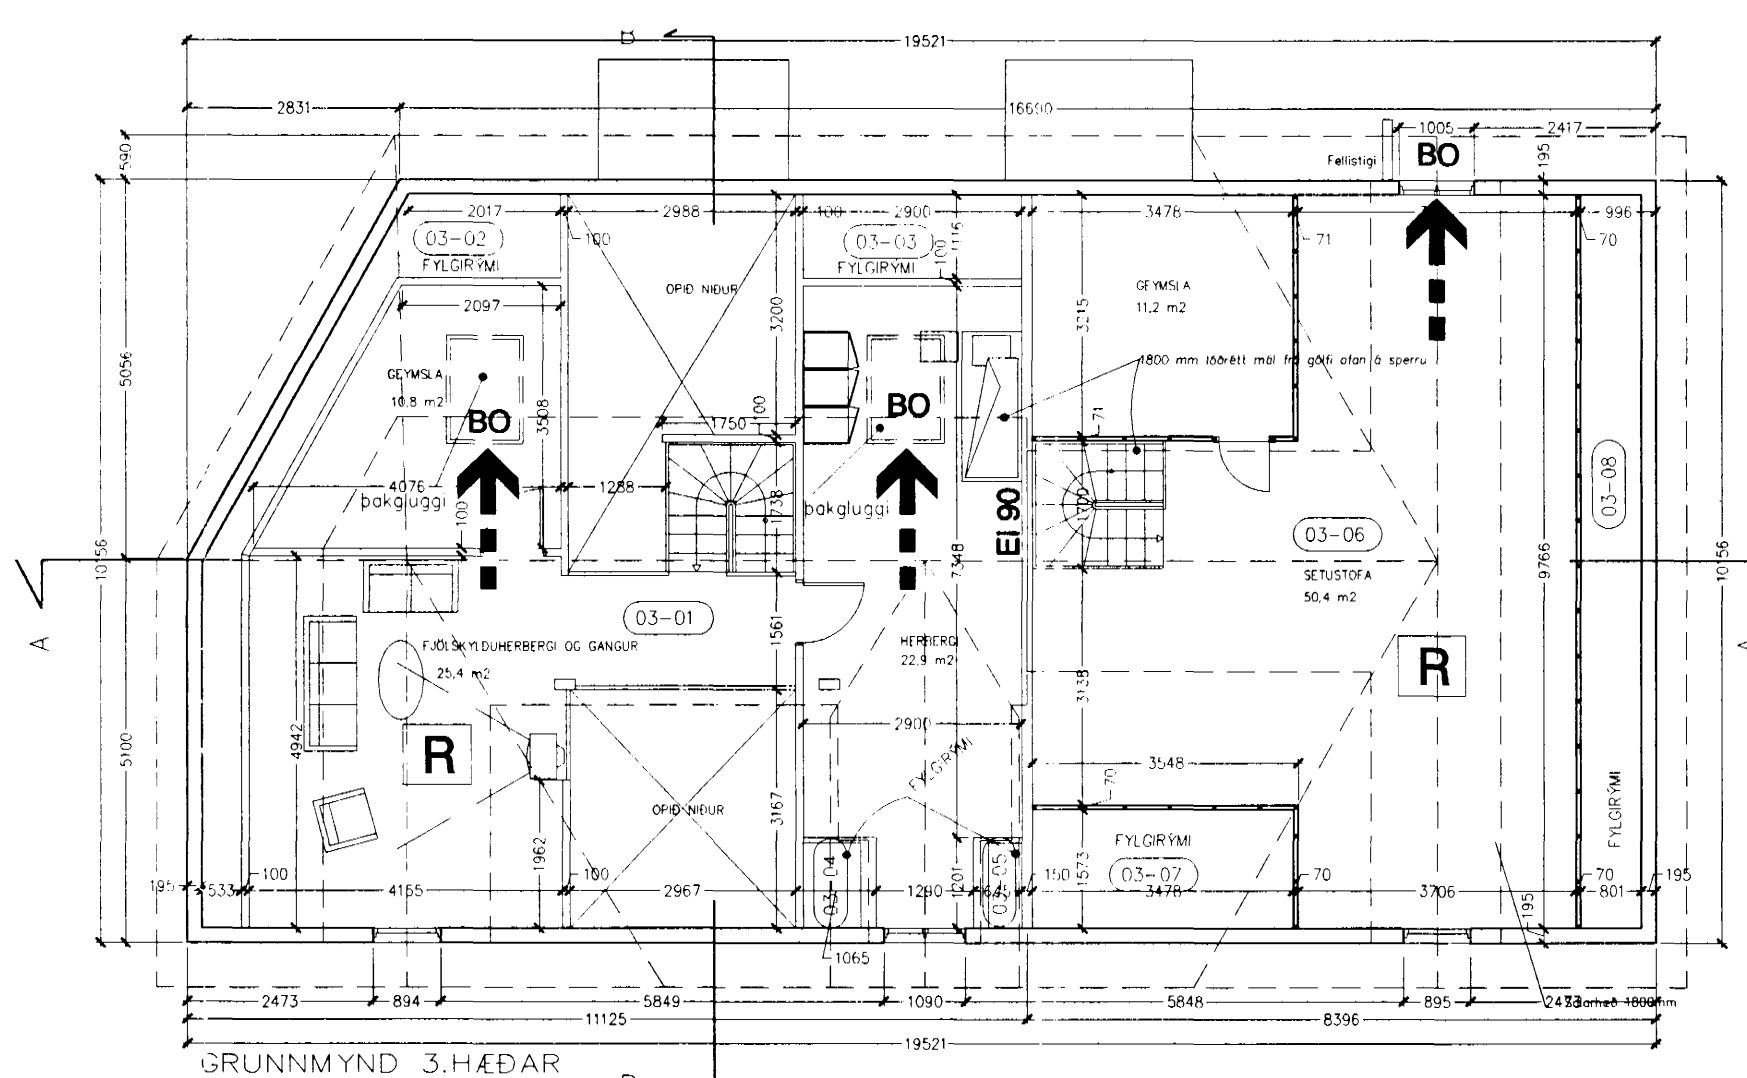 B
19521
2831
16690
1005
2417
590
Fellistigi
BO
195
2017
2988
100
2900
1116
3478
996
03-02
100
03-03
71
70
FYLGIRÝMI
FYLGIRÝMI
100
OPIÐ NIÐUR
GEYMSLA
11,2 m2
2097
3200
3215
5056
1800 mm lóðrétt mál frá gólfi ofan á sperru
GEYMSLA
10,8 m2
3508
BO
BO
1750
100
71
4076
1288
03-08
þakgluggi
100
1738
þakgluggi
EI 90
1700
03-06
10156
7348
9766
10156
SETUSTOFA
50,4 m2
A
03-01
1561
FJÖLSKYLDUHERBERGI OG GANGUR
25,4 m2
HERBERGI
22,9 m2
R
3138
A
4942
5100
2900
R
FYLGIRÝMI
3548
70
OPIÐ NIÐUR
3167
FYLGIRÝMI
1962
FYLGIRÝMI
195
533
100
4165
100
2967
03-04
1290
1201
645
03-05
150
1573
03-07
3478
70
3706
70
801
195
195
1065
2473
894
5849
1090
5848
895
2473
11125
8396
19521
GRUNNMYND 3.HÆÐAR